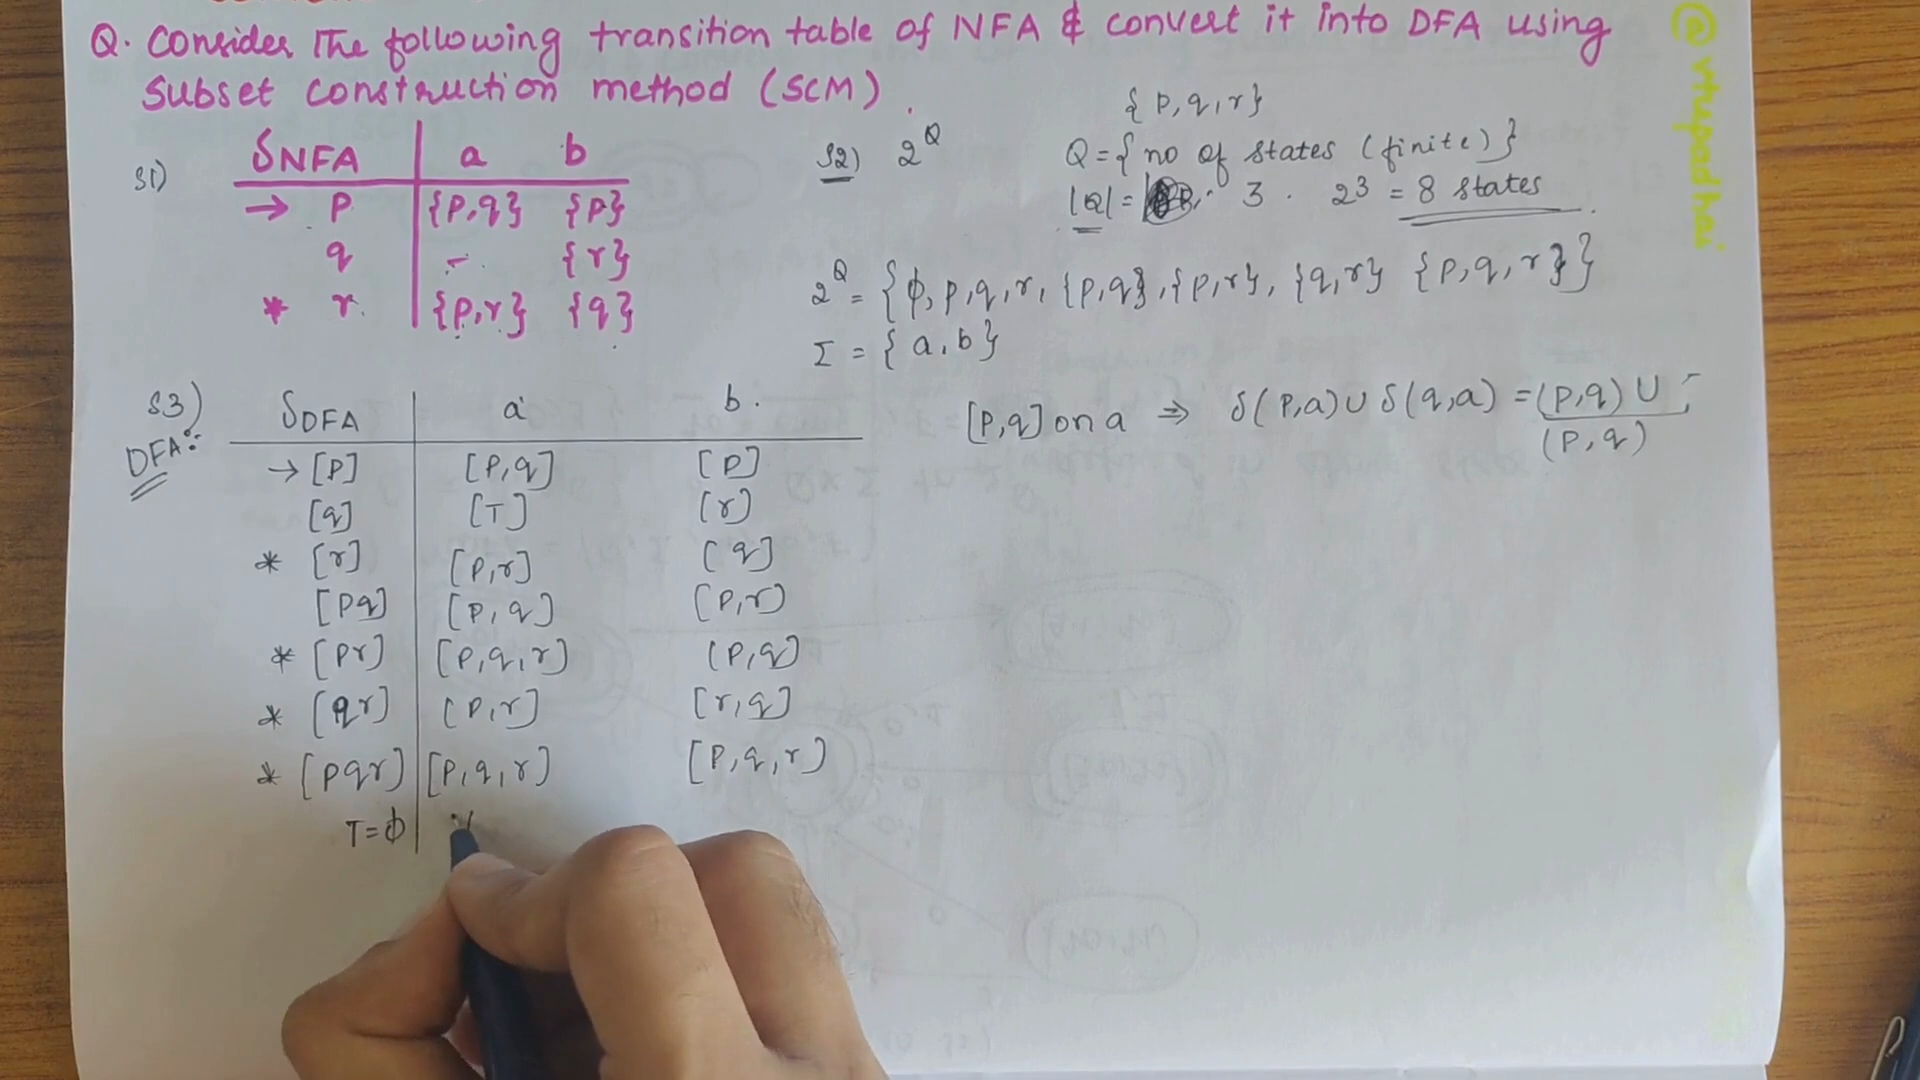 Q. Consider The following transition table of NFA & convert it into DFA using
Subset construction method (SCM).
S1)
δNFA a b
→ p {p,q} {p}
q - {r}
* r {p,r} {q}
S2) 2^Q
{p,q,r}
Q = {no of states (finite)}
|Q| = 3. 2^3 = 8 states
2^Q = {ϕ, p, q, r, {p,q}, {p,r}, {q,r} {p,q,r}}
Σ = {a,b}
S3)
DFA:
δDFA a b.
→ [P] [P,q] [P]
[q] [T] [r]
* [r] [P,r] [q]
[Pq] [P,q] [P,r]
* [Pr] [P,q,r] [P,q]
* [qr] [P,r] [r,q]
* [pqr] [P,q,r] [P,q,r]
T=ϕ
[P,q] on a ⇒ δ(P,a) ∪ δ(q,a) = (P,q) ∪ -
(P,q)
@vtupadhai